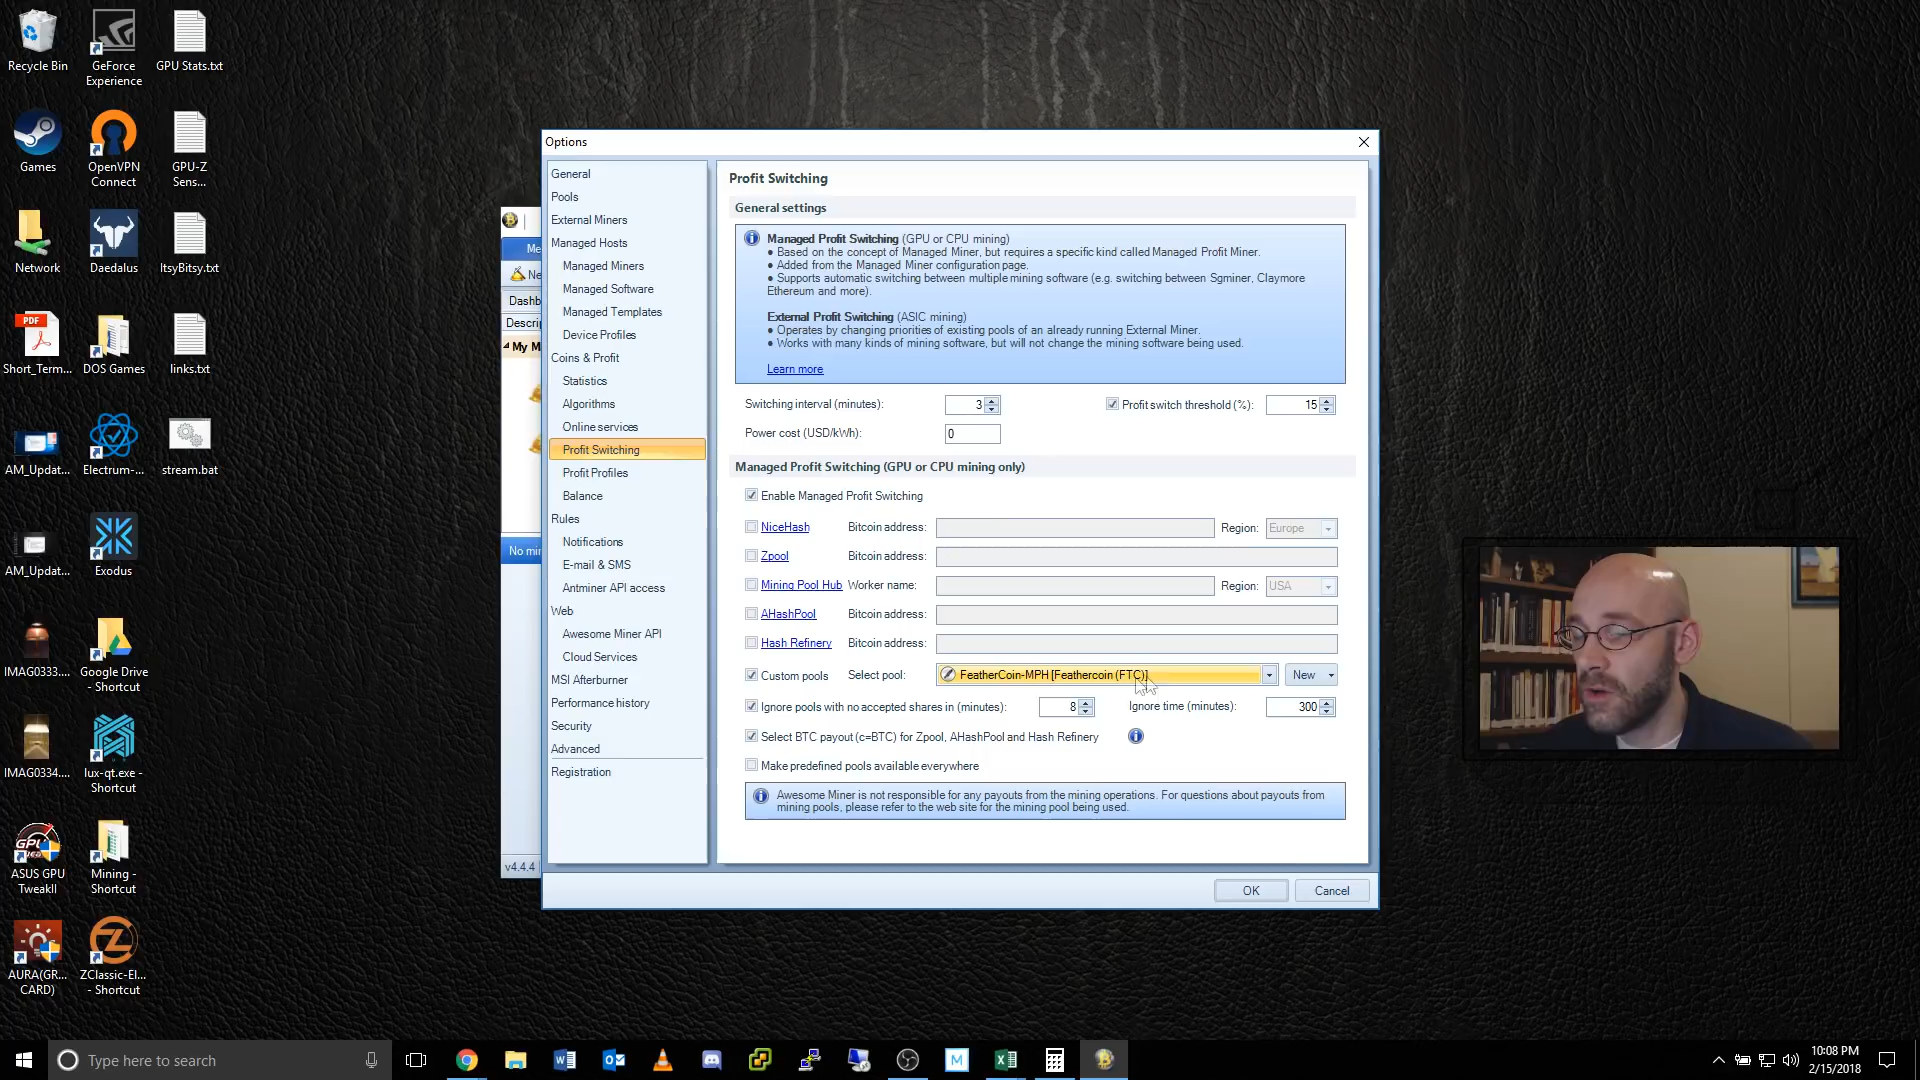 Recycle Bin
GeForce Experience
GPU Stats.txt
Games
OpenVPN Connect
GPU-Z Sens...
Network
Daedalus
ItsyBitsy.txt
PDF
Short_Term...
DOS Games
links.txt
AM_Updat...
Electrum-...
stream.bat
AM_Updat...
Exodus
IMAG0333....
Google Drive - Shortcut
IMAG0334....
lux-qt.exe - Shortcut
ASUS GPU TweakII
Mining - Shortcut
AURA(GR... CARD)
ZClassic-El... - Shortcut
Me
Ne
Dashb
Descrip
My M
No min
v4.4.4
Options
General
Pools
External Miners
Managed Hosts
Managed Miners
Managed Software
Managed Templates
Device Profiles
Coins & Profit
Statistics
Algorithms
Online services
Profit Switching
Profit Profiles
Balance
Rules
Notifications
E-mail & SMS
Antminer API access
Web
Awesome Miner API
Cloud Services
MSI Afterburner
Performance history
Security
Advanced
Registration
Profit Switching
General settings
Managed Profit Switching (GPU or CPU mining)
• Based on the concept of Managed Miner, but requires a specific kind called Managed Profit Miner.
• Added from the Managed Miner configuration page.
• Supports automatic switching between multiple mining software (e.g. switching between Sgminer, Claymore
Ethereum and more).
External Profit Switching (ASIC mining)
• Operates by changing priorities of existing pools of an already running External Miner.
• Works with many kinds of mining software, but will not change the mining software being used.
Learn more
Switching interval (minutes): 3 Profit switch threshold (%): 15
Power cost (USD/kWh): 0
Managed Profit Switching (GPU or CPU mining only)
Enable Managed Profit Switching
NiceHash Bitcoin address: Region: Europe
Zpool Bitcoin address:
Mining Pool Hub Worker name: Region: USA
AHashPool Bitcoin address:
Hash Refinery Bitcoin address:
Custom pools Select pool: FeatherCoin-MPH [Feathercoin (FTC)] New
Ignore pools with no accepted shares in (minutes): 8 Ignore time (minutes): 300
Select BTC payout (c=BTC) for Zpool, AHashPool and Hash Refinery
Make predefined pools available everywhere
Awesome Miner is not responsible for any payouts from the mining operations. For questions about payouts from
mining pools, please refer to the web site for the mining pool being used.
OK Cancel
Type here to search
10:08 PM
2/15/2018